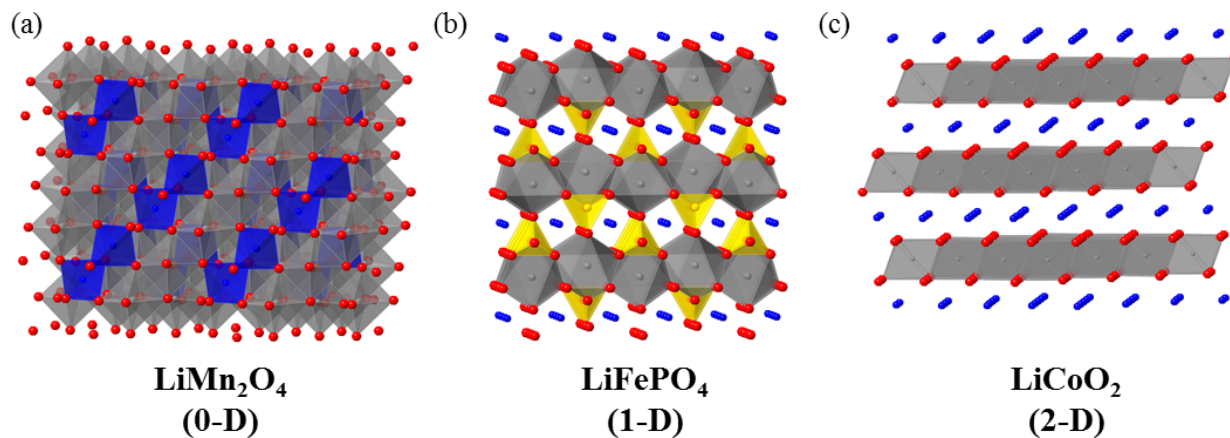 (a)
(b)
(c)
LiMn₂O₄
(0-D)
LiFePO₄
(1-D)
LiCoO₂
(2-D)